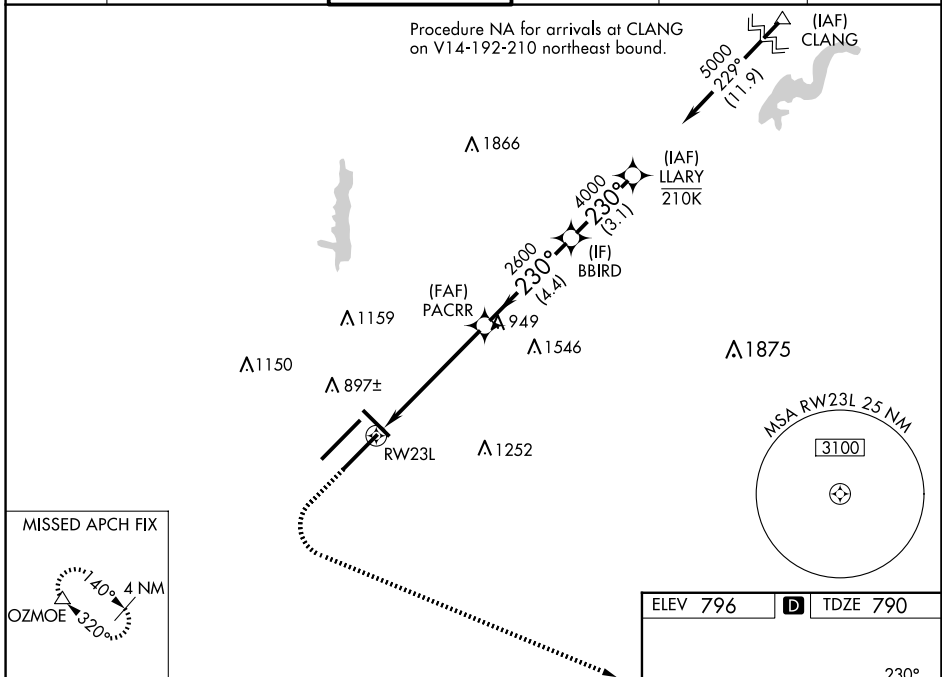 Procedure NA for arrivals at CLANG
on V14-192-210 northeast bound.
(IAF)
CLANG
5000
229°
(11.9)
1866
(IAF)
LLARY
210K
4000
230°
(3.1)
(IF)
BBIRD
2600
230°
(4.4)
(FAF)
PACRR
949
1159
1546
1875
1150
897±
RW23L
1252
MSA RW23L 25 NM
3100
MISSED APCH FIX
140°
4 NM
OZMOE
320°
ELEV 796 D TDZE 790
230°